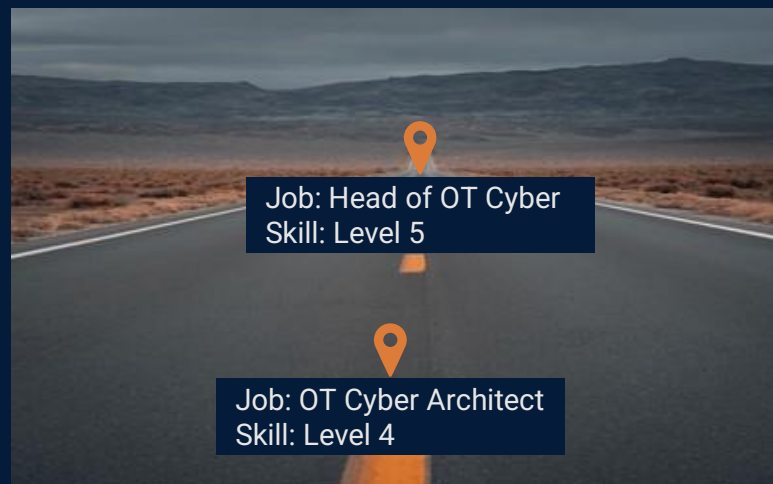 Job: Head of OT Cyber
Skill: Level 5
Job: OT Cyber Architect
Skill: Level 4